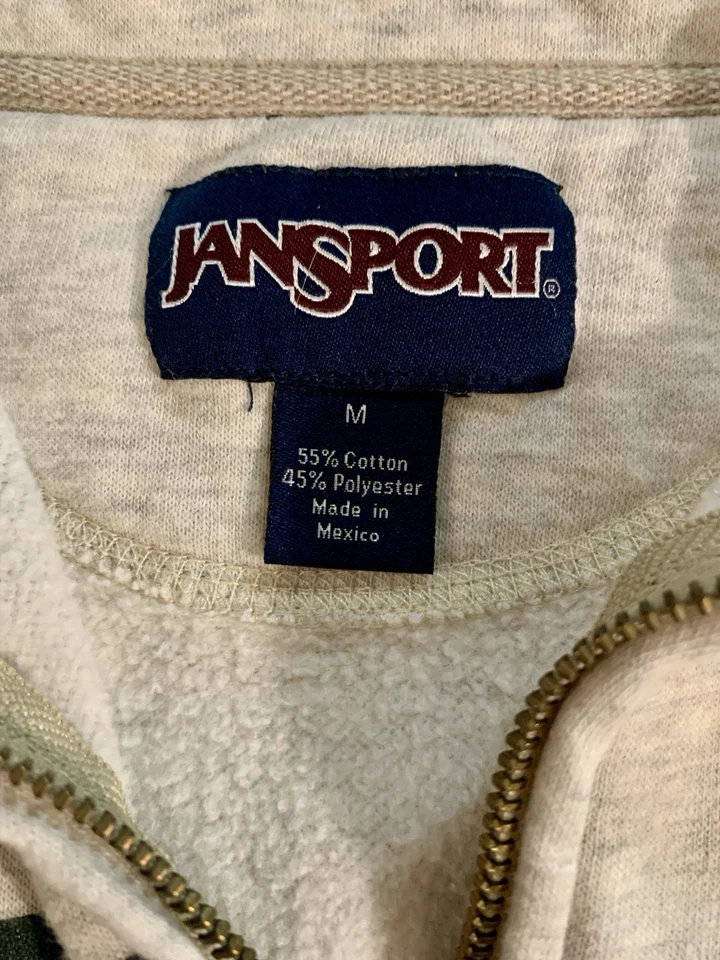 JANSPORT®
M
55% Cotton
45% Polyester
Made in
Mexico